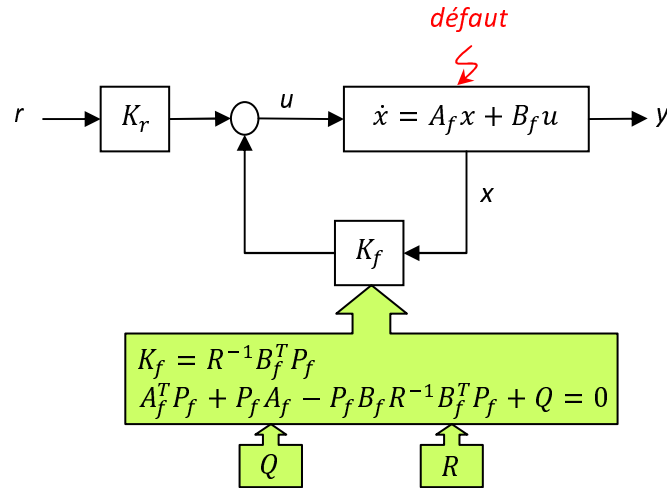 défaut
r
K_r
u
ẋ = A_f x + B_f u
y
x
K_f
K_f = R^{-1} B_f^T P_f
A_f^T P_f + P_f A_f − P_f B_f R^{-1} B_f^T P_f + Q = 0
Q
R